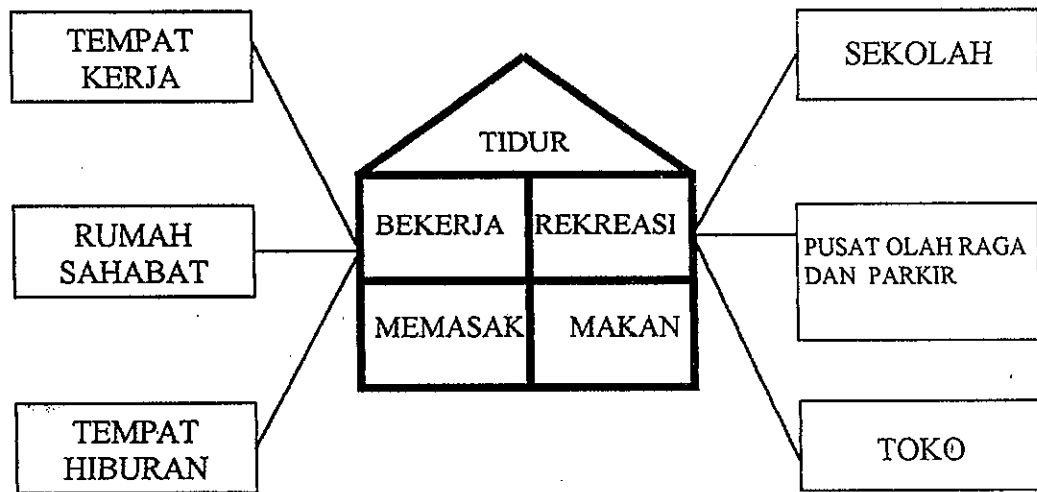 TEMPAT
KERJA
SEKOLAH
TIDUR
BEKERJA
REKREASI
RUMAH
SAHABAT
PUSAT OLAH RAGA
DAN PARKIR
MEMASAK
MAKAN
TEMPAT
HIBURAN
TOKO